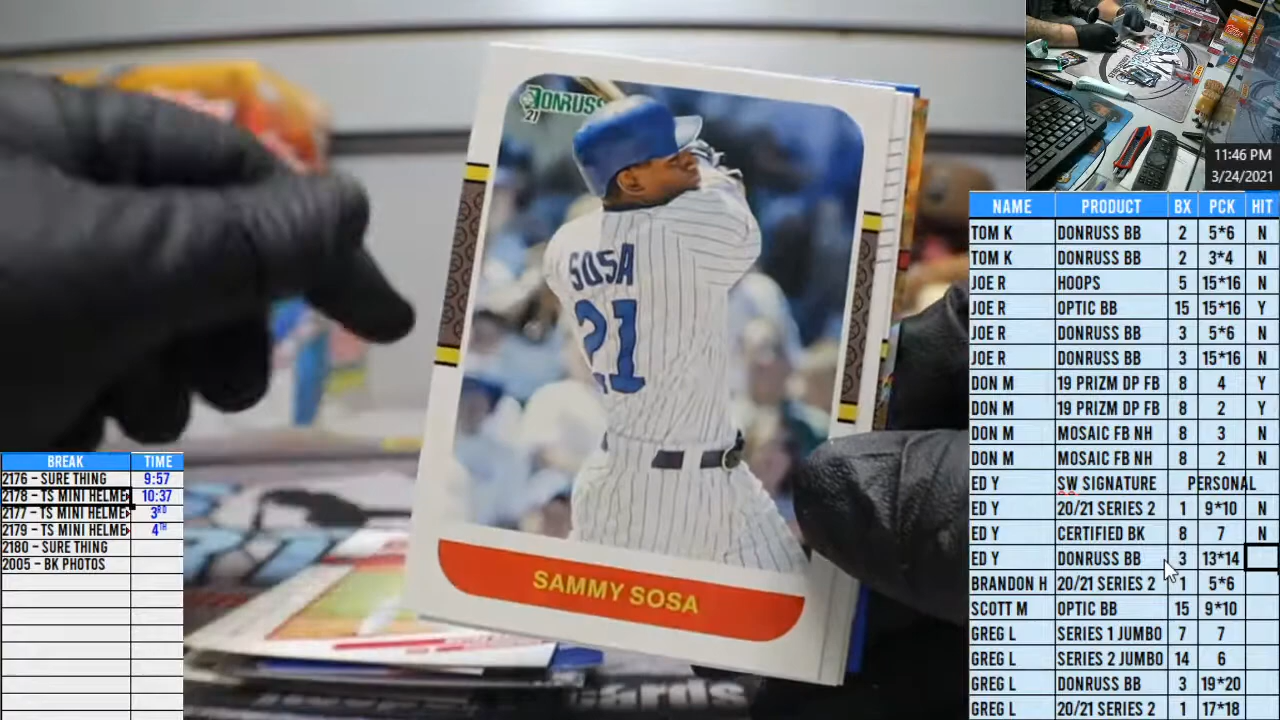 DONRUSS
21
SOSA
21
SAMMY SOSA
cards
11:46 PM
3/24/2021
NAME PRODUCT BX PCK HIT
TOM K DONRUSS BB 2 5*6 N
TOM K DONRUSS BB 2 3*4 N
JOE R HOOPS 5 15*16 N
JOE R OPTIC BB 15 15*16 Y
JOE R DONRUSS BB 3 5*6 N
JOE R DONRUSS BB 3 15*16 N
DON M 19 PRIZM DP FB 8 4 Y
DON M 19 PRIZM DP FB 8 2 Y
DON M MOSAIC FB NH 8 3 N
DON M MOSAIC FB NH 8 2 N
ED Y SW SIGNATURE PERSONAL
ED Y 20/21 SERIES 2 1 9*10 N
ED Y CERTIFIED BK 8 7 N
ED Y DONRUSS BB 3 13*14
BRANDON H 20/21 SERIES 2 1 5*6
SCOTT M OPTIC BB 15 9*10
GREG L SERIES 1 JUMBO 7 7
GREG L SERIES 2 JUMBO 14 6
GREG L DONRUSS BB 3 19*20
GREG L 20/21 SERIES 2 1 17*18
BREAK TIME
2176 - SURE THING 9:57
2178 - TS MINI HELME 10:37
2177 - TS MINI HELME 3RD
2179 - TS MINI HELME 4TH
2180 - SURE THING
2005 - BK PHOTOS